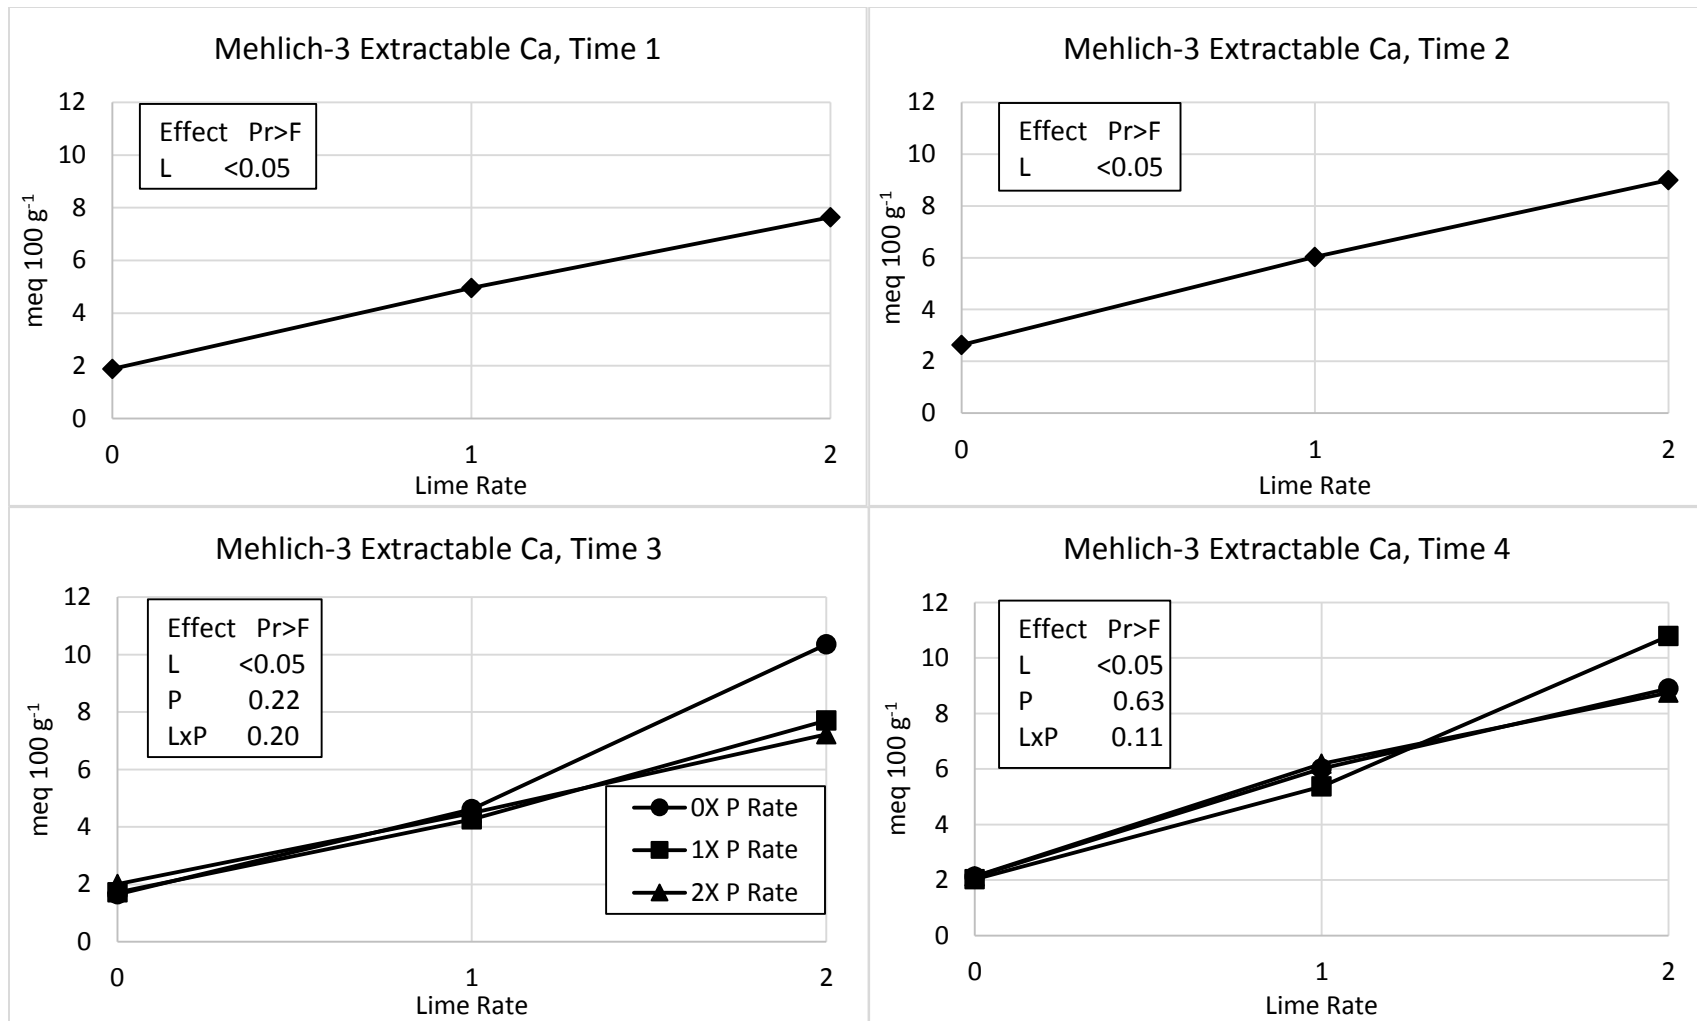 Mehlich-3 Extractable Ca, Time 1
12
10
8
6
4
2
0
meq 100 g⁻¹
Effect Pr>F
L <0.05
0 1 2
Lime Rate
Mehlich-3 Extractable Ca, Time 2
12
10
8
6
4
2
0
meq 100 g⁻¹
Effect Pr>F
L <0.05
0 1 2
Lime Rate
Mehlich-3 Extractable Ca, Time 3
12
10
8
6
4
2
0
meq 100 g⁻¹
Effect Pr>F
L <0.05
P 0.22
LxP 0.20
0X P Rate
1X P Rate
2X P Rate
0 1 2
Lime Rate
Mehlich-3 Extractable Ca, Time 4
12
10
8
6
4
2
0
meq 100 g⁻¹
Effect Pr>F
L <0.05
P 0.63
LxP 0.11
0 1 2
Lime Rate